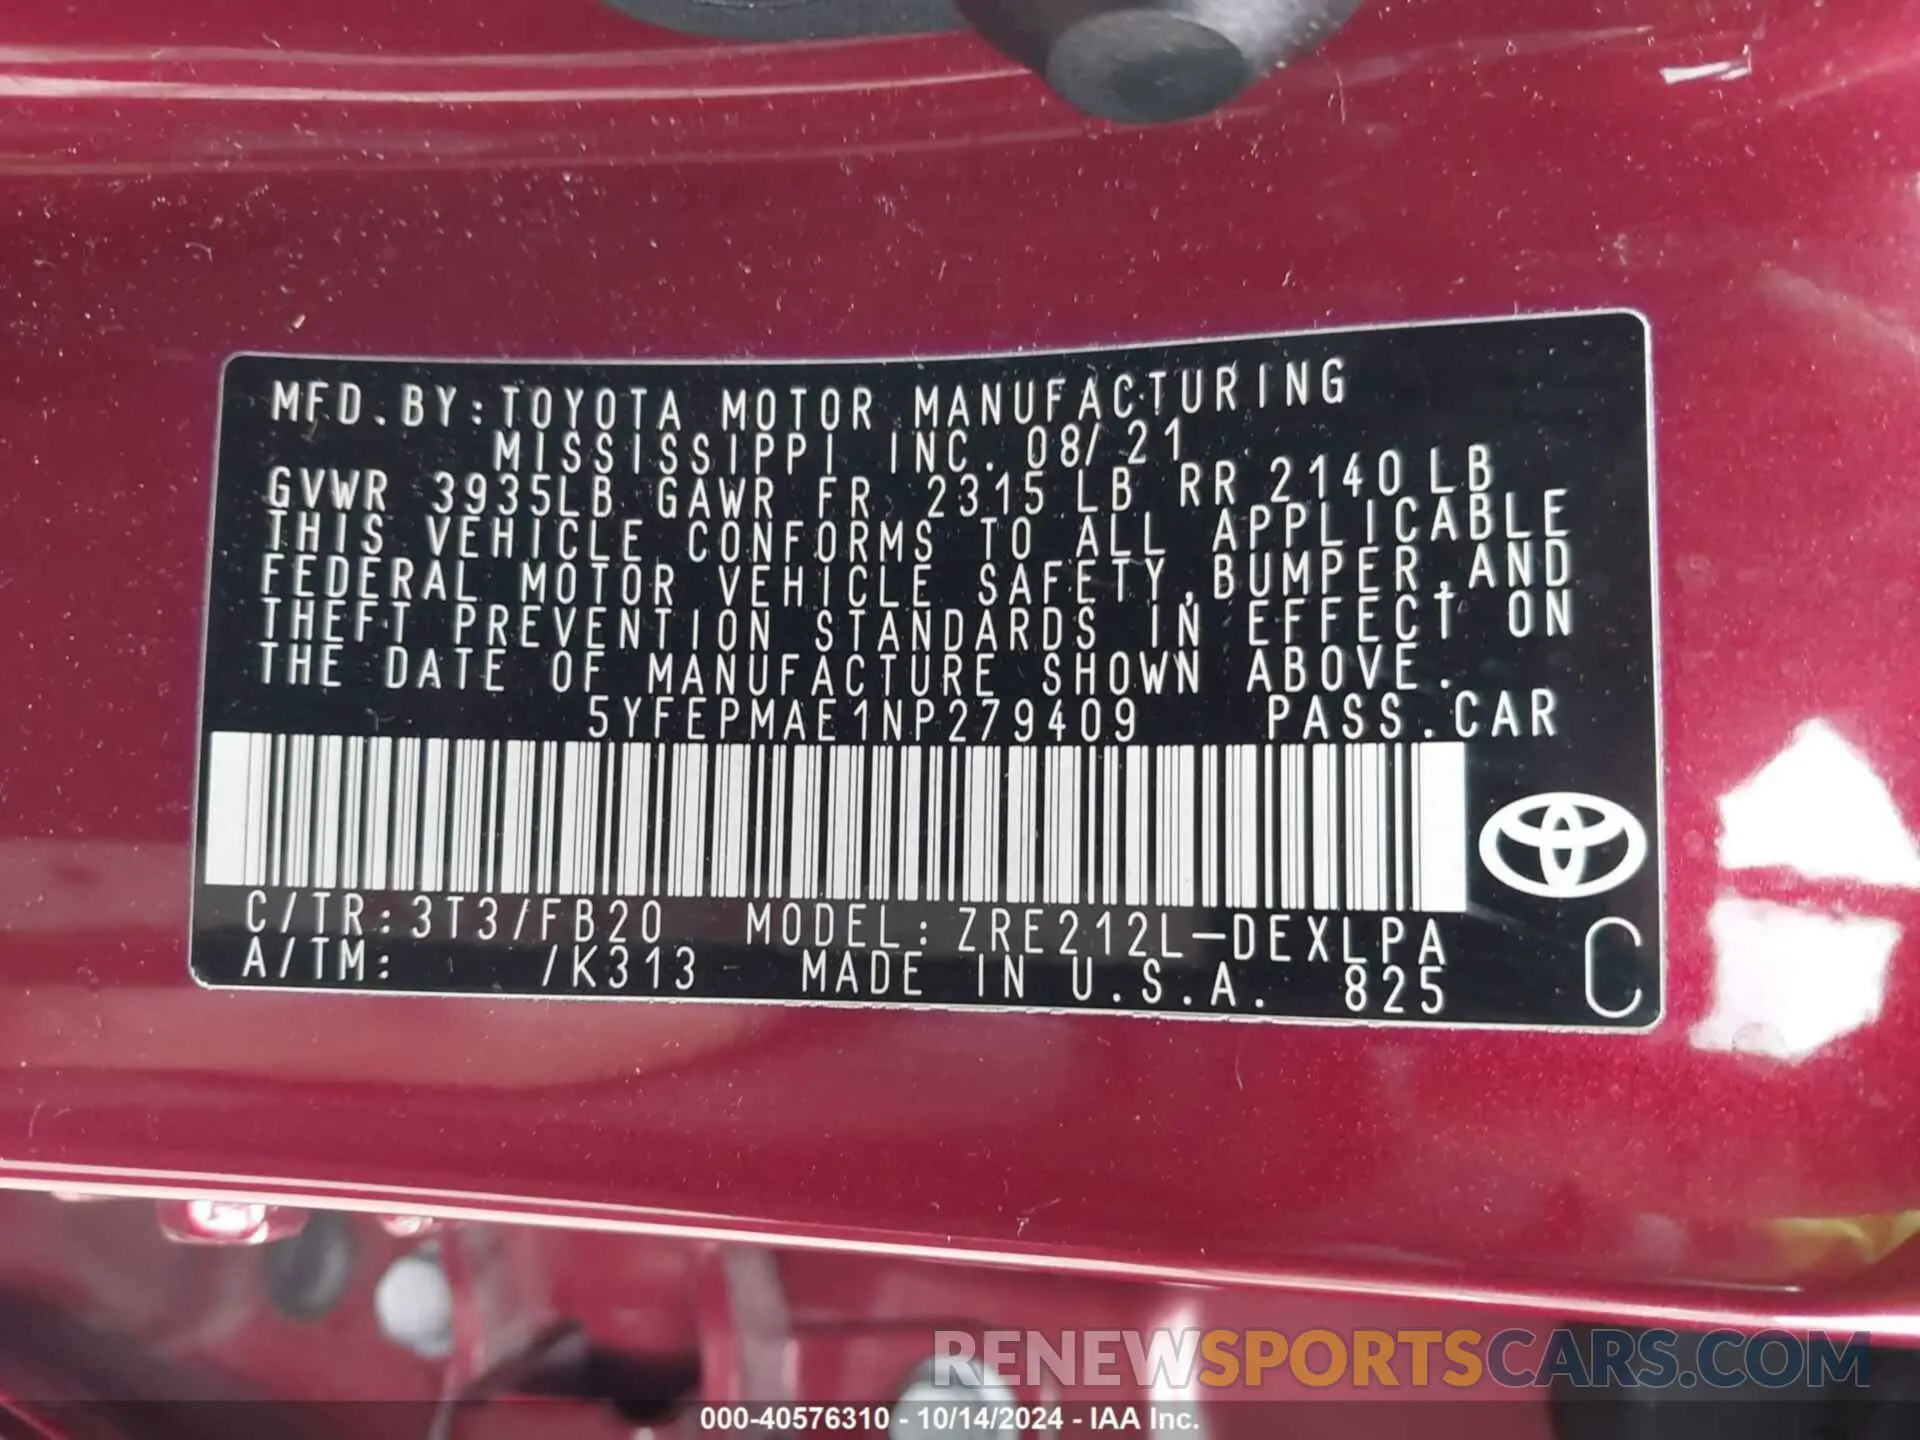 MFD.BY:TOYOTA MOTOR MANUFACTURING
MISSISSIPPI INC. 08/21
GVWR 3935LB GAWR FR 2315LB RR 2140LB
THIS VEHICLE CONFORMS TO ALL APPLICABLE
FEDERAL MOTOR VEHICLE SAFETY,BUMPER,AND
THEFT PREVENTION STANDARDS IN EFFECT ON
THE DATE OF MANUFACTURE SHOWN ABOVE.
5YFEPMAE1NP279409 PASS.CAR
C/TR:3T3/FB20 MODEL:ZRE212L-DEXLPA
A/TM: /K313 MADE IN U.S.A. 825 C
RENEWSPORTSCARS.COM
000-40576310 - 10/14/2024 - IAA Inc.